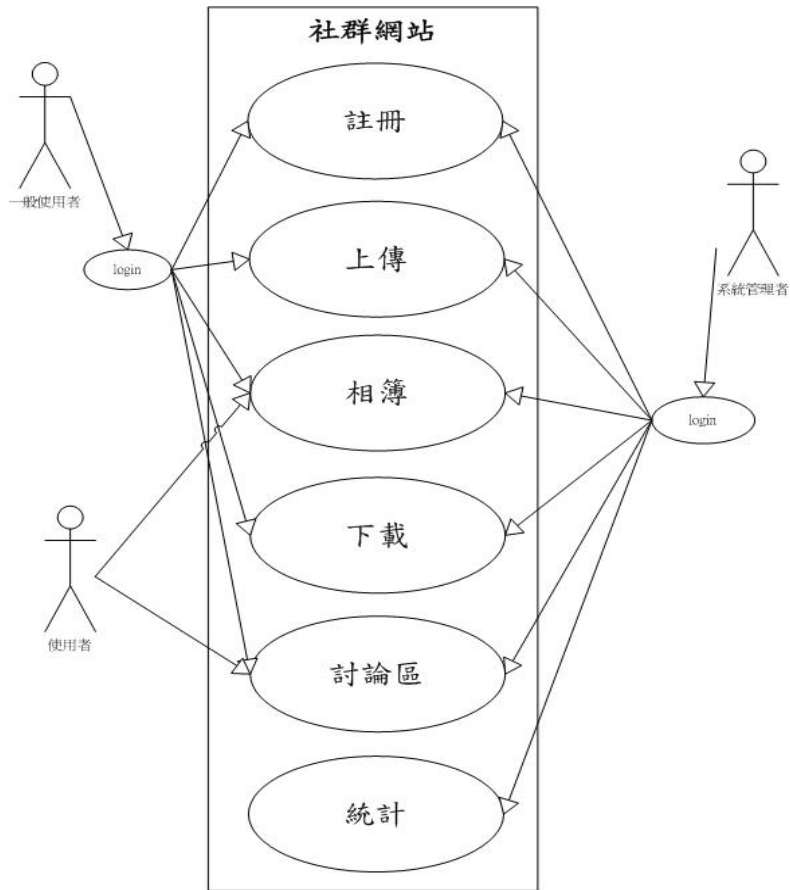 社群網站
註冊
一般使用者
login
上傳
系統管理者
相簿
login
下載
使用者
討論區
統計